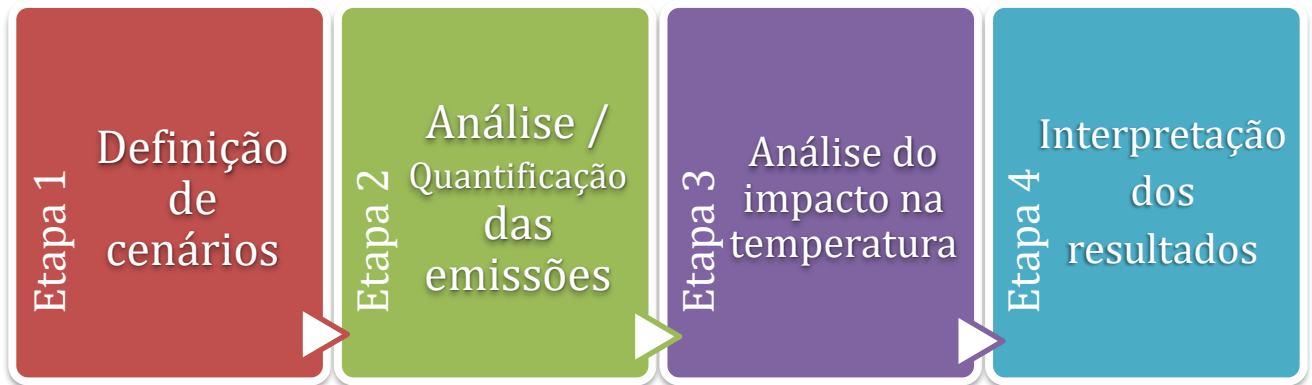 Etapa 1
Definição
de
cenários
Etapa 2
Análise /
Quantificação
das
emissões
Etapa 3
Análise do
impacto na
temperatura
Etapa 4
Interpretação
dos
resultados